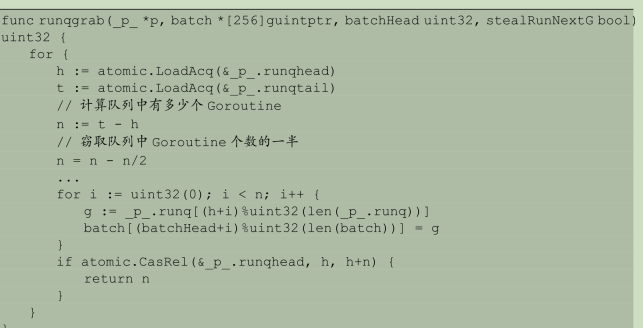 func runqgrab(_p_ *p, batch *[256]guintptr, batchHead uint32, stealRunNextG bool)
uint32 {
    for {
        h := atomic.LoadAcq(&_p_.runqhead)
        t := atomic.LoadAcq(&_p_.runqtail)
        // 计算队列中有多少个 Goroutine
        n := t - h
        // 窃取队列中 Goroutine 个数的一半
        n = n - n/2
        ...
        for i := uint32(0); i < n; i++ {
            g := _p_.runq[(h+i)%uint32(len(_p_.runq))]
            batch[(batchHead+i)%uint32(len(batch))] = g
        }
        if atomic.CasRel(&_p_.runqhead, h, h+n) {
            return n
        }
    }
}